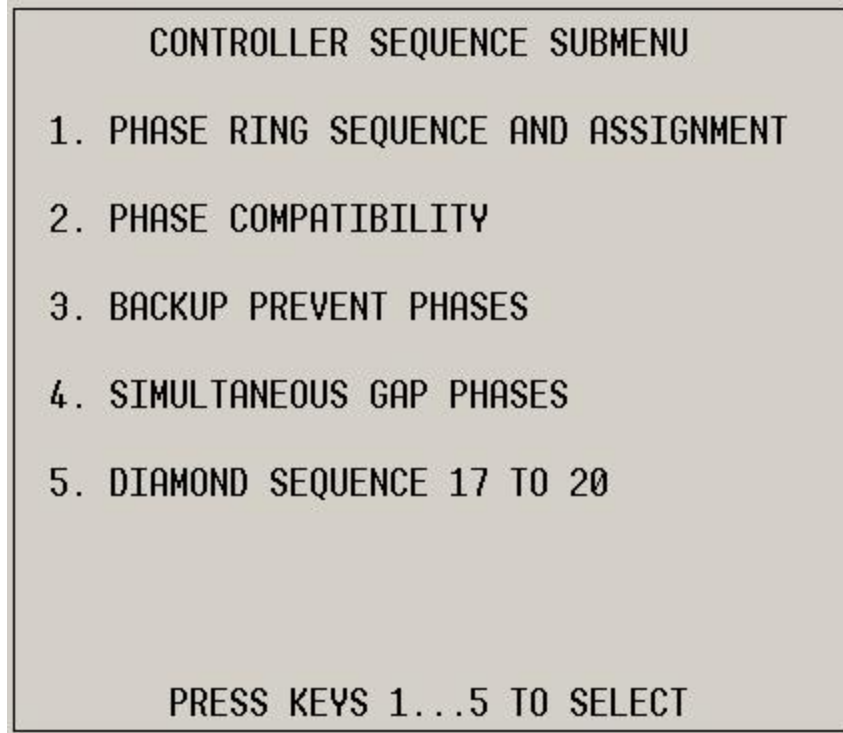 CONTROLLER SEQUENCE SUBMENU
1. PHASE RING SEQUENCE AND ASSIGNMENT
2. PHASE COMPATIBILITY
3. BACKUP PREVENT PHASES
4. SIMULTANEOUS GAP PHASES
5. DIAMOND SEQUENCE 17 TO 20
PRESS KEYS 1...5 TO SELECT